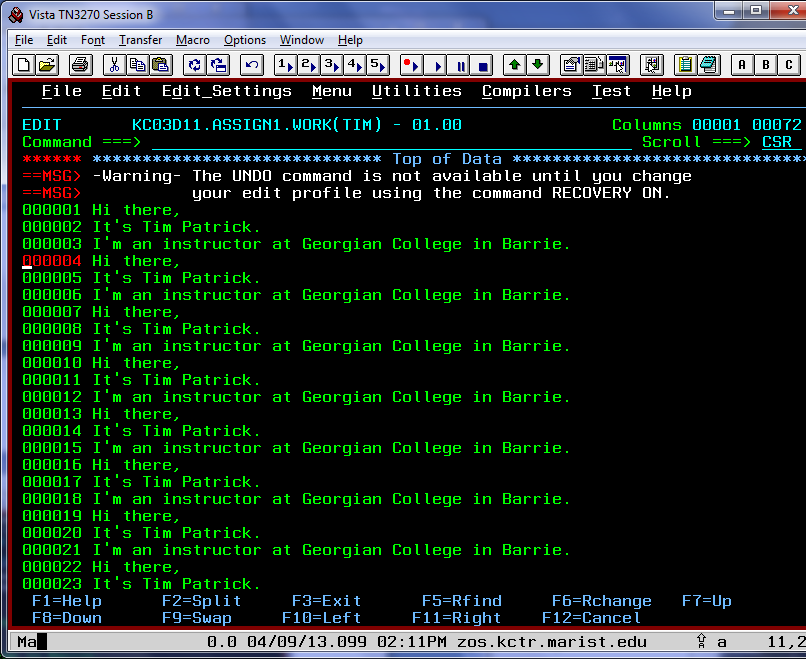 Vista TN3270 Session B
File Edit Font Transfer Macro Options Window Help
1 2 3 4 5 A B C
File Edit Edit_Settings Menu Utilities Compilers Test Help
EDIT KC03D11.ASSIGN1.WORK(TIM) - 01.00 Columns 00001 00072
Command ===> Scroll ===> CSR
****** ***************************** Top of Data ******************************
==MSG> -Warning- The UNDO command is not available until you change
==MSG> your edit profile using the command RECOVERY ON.
000001 Hi there,
000002 It's Tim Patrick.
000003 I'm an instructor at Georgian College in Barrie.
000004 Hi there,
000005 It's Tim Patrick.
000006 I'm an instructor at Georgian College in Barrie.
000007 Hi there,
000008 It's Tim Patrick.
000009 I'm an instructor at Georgian College in Barrie.
000010 Hi there,
000011 It's Tim Patrick.
000012 I'm an instructor at Georgian College in Barrie.
000013 Hi there,
000014 It's Tim Patrick.
000015 I'm an instructor at Georgian College in Barrie.
000016 Hi there,
000017 It's Tim Patrick.
000018 I'm an instructor at Georgian College in Barrie.
000019 Hi there,
000020 It's Tim Patrick.
000021 I'm an instructor at Georgian College in Barrie.
000022 Hi there,
000023 It's Tim Patrick.
F1=Help F2=Split F3=Exit F5=Rfind F6=Rchange F7=Up
F8=Down F9=Swap F10=Left F11=Right F12=Cancel
Ma 0.0 04/09/13.099 02:11PM zos.kctr.marist.edu a 11,2